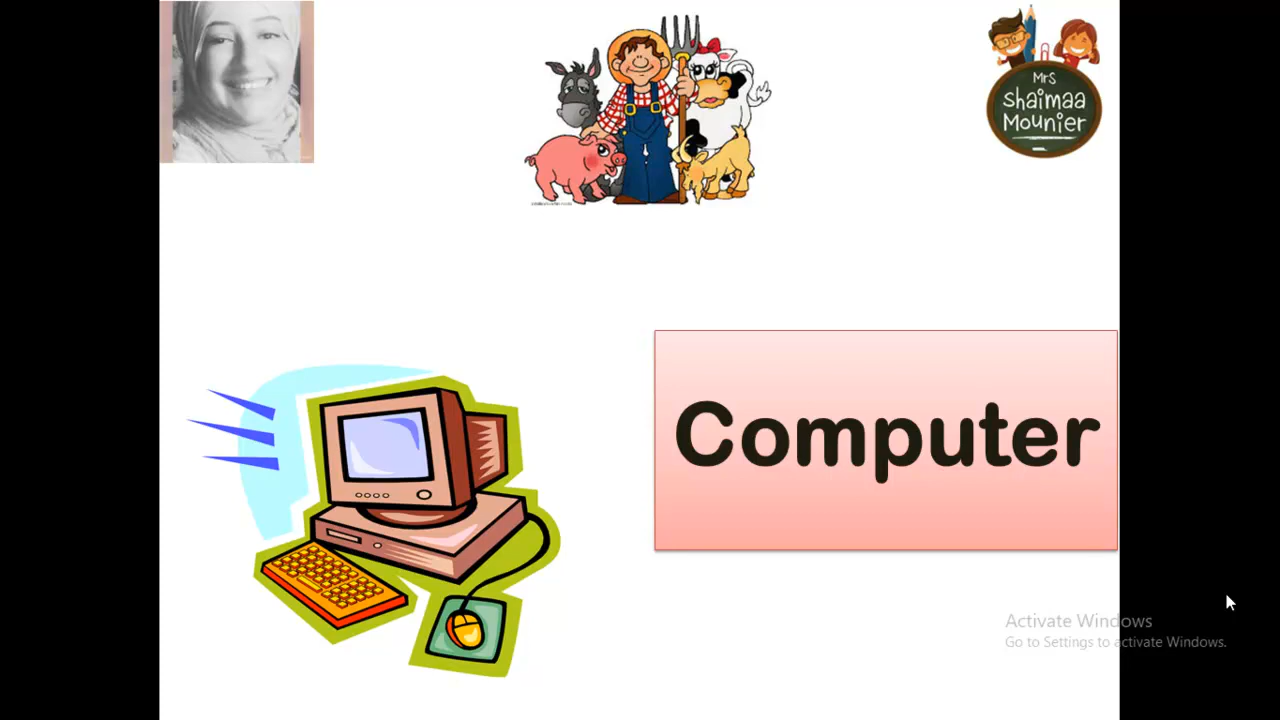 Mrs
Shaimaa
Mounier
Computer
Activate Windows
Go to Settings to activate Windows.